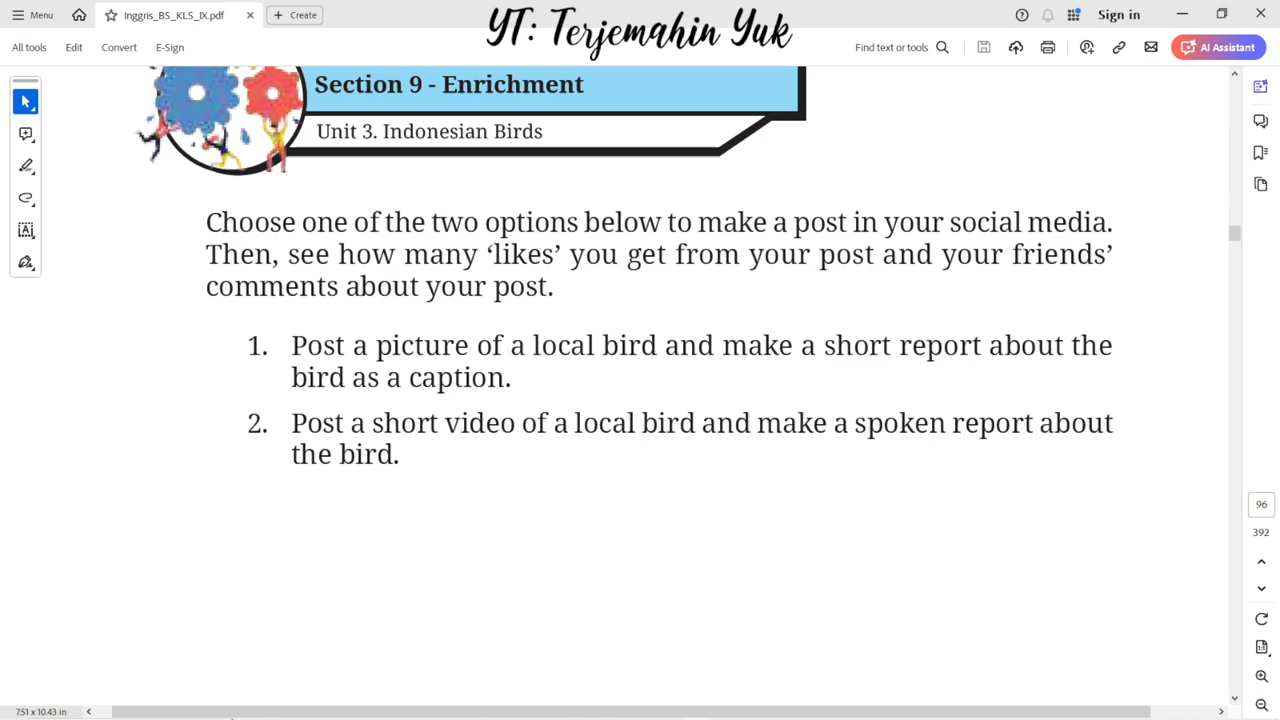 Menu
Inggris_BS_KLS_IX.pdf
Create
YT: Terjemahin Yuk
Sign in
All tools
Edit
Convert
E-Sign
Find text or tools
AI Assistant
Section 9 - Enrichment
Unit 3. Indonesian Birds
Choose one of the two options below to make a post in your social media.
Then, see how many ‘likes’ you get from your post and your friends’
comments about your post.
1. Post a picture of a local bird and make a short report about the
bird as a caption.
2. Post a short video of a local bird and make a spoken report about
the bird.
96
392
7.51 x 10.43 in